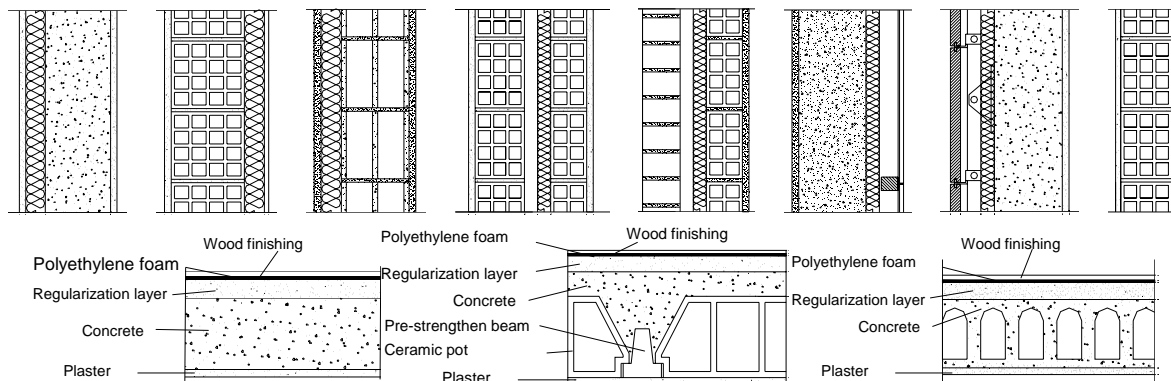 Wood finishing
Polyethylene foam
Regularization layer
Concrete
Plaster
Polyethylene foam
Wood finishing
Regularization layer
Concrete
Pre-strengthen beam
Ceramic pot
Plaster
Wood finishing
Polyethylene foam
Regularization layer
Concrete
Plaster